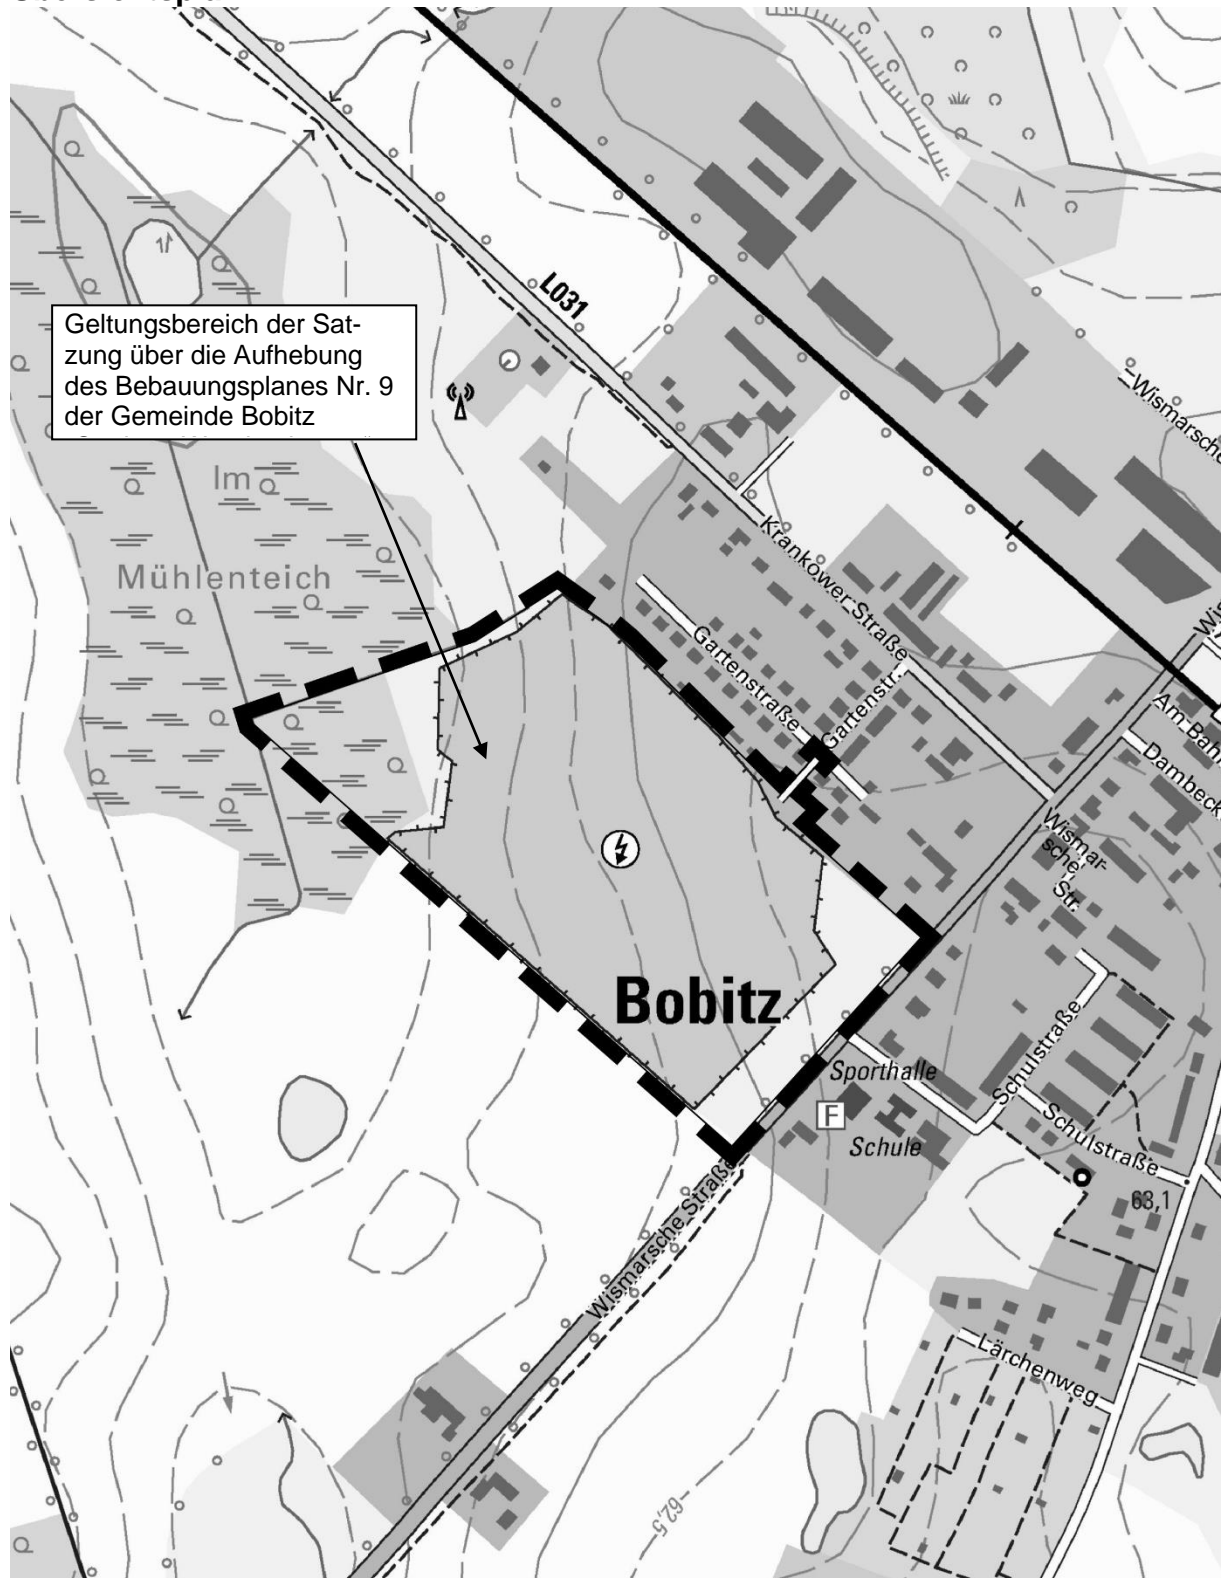 Geltungsbereich der Sat-
zung über die Aufhebung
des Bebauungsplanes Nr. 9
der Gemeinde Bobitz
L031
Wismarsche
Im
Mühlenteich
Krankower Straße
Gartenstraße
Gartenstr.
Am Bahn
Dambeck
Wismar-
sche
Str.
Bobitz
Sporthalle
F
Schule
Schulstraße
Schulstraße
63,1
Wismarsche Straße
Lärchenweg
62,5